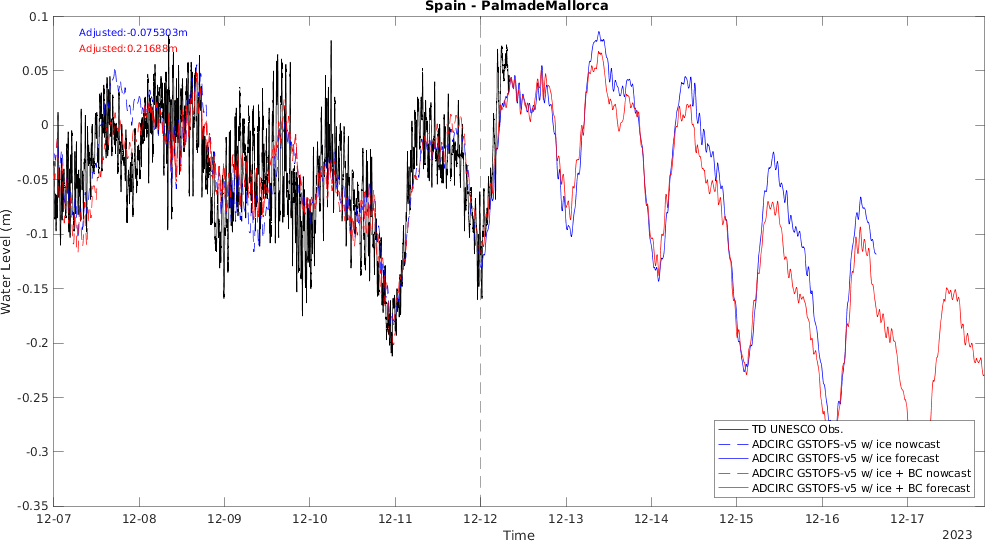 Spain - PalmadeMallorca
Adjusted:-0.075303m
Adjusted:0.21688m
Water Level (m)
0.1
0.05
0
-0.05
-0.1
-0.15
-0.2
-0.25
-0.3
-0.35
TD UNESCO Obs.
ADCIRC GSTOFS-v5 w/ ice nowcast
ADCIRC GSTOFS-v5 w/ ice forecast
ADCIRC GSTOFS-v5 w/ ice + BC nowcast
ADCIRC GSTOFS-v5 w/ ice + BC forecast
12-07 12-08 12-09 12-10 12-11 12-12 12-13 12-14 12-15 12-16 12-17
Time
2023